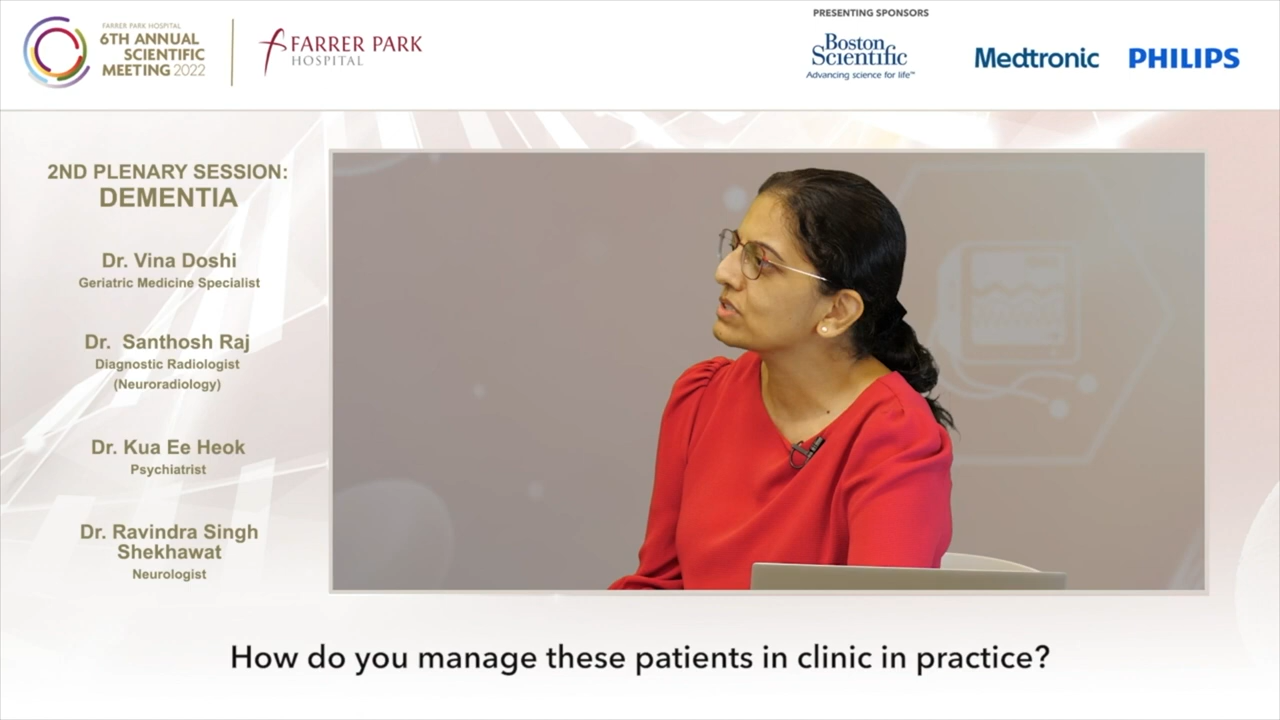 FARRER PARK HOSPITAL
6TH ANNUAL
SCIENTIFIC
MEETING 2022
FARRER PARK
HOSPITAL
PRESENTING SPONSORS
Boston
Scientific
Advancing science for life™
Medtronic
PHILIPS
2ND PLENARY SESSION:
DEMENTIA
Dr. Vina Doshi
Geriatric Medicine Specialist
Dr. Santhosh Raj
Diagnostic Radiologist
(Neuroradiology)
Dr. Kua Ee Heok
Psychiatrist
Dr. Ravindra Singh
Shekhawat
Neurologist
How do you manage these patients in clinic in practice?